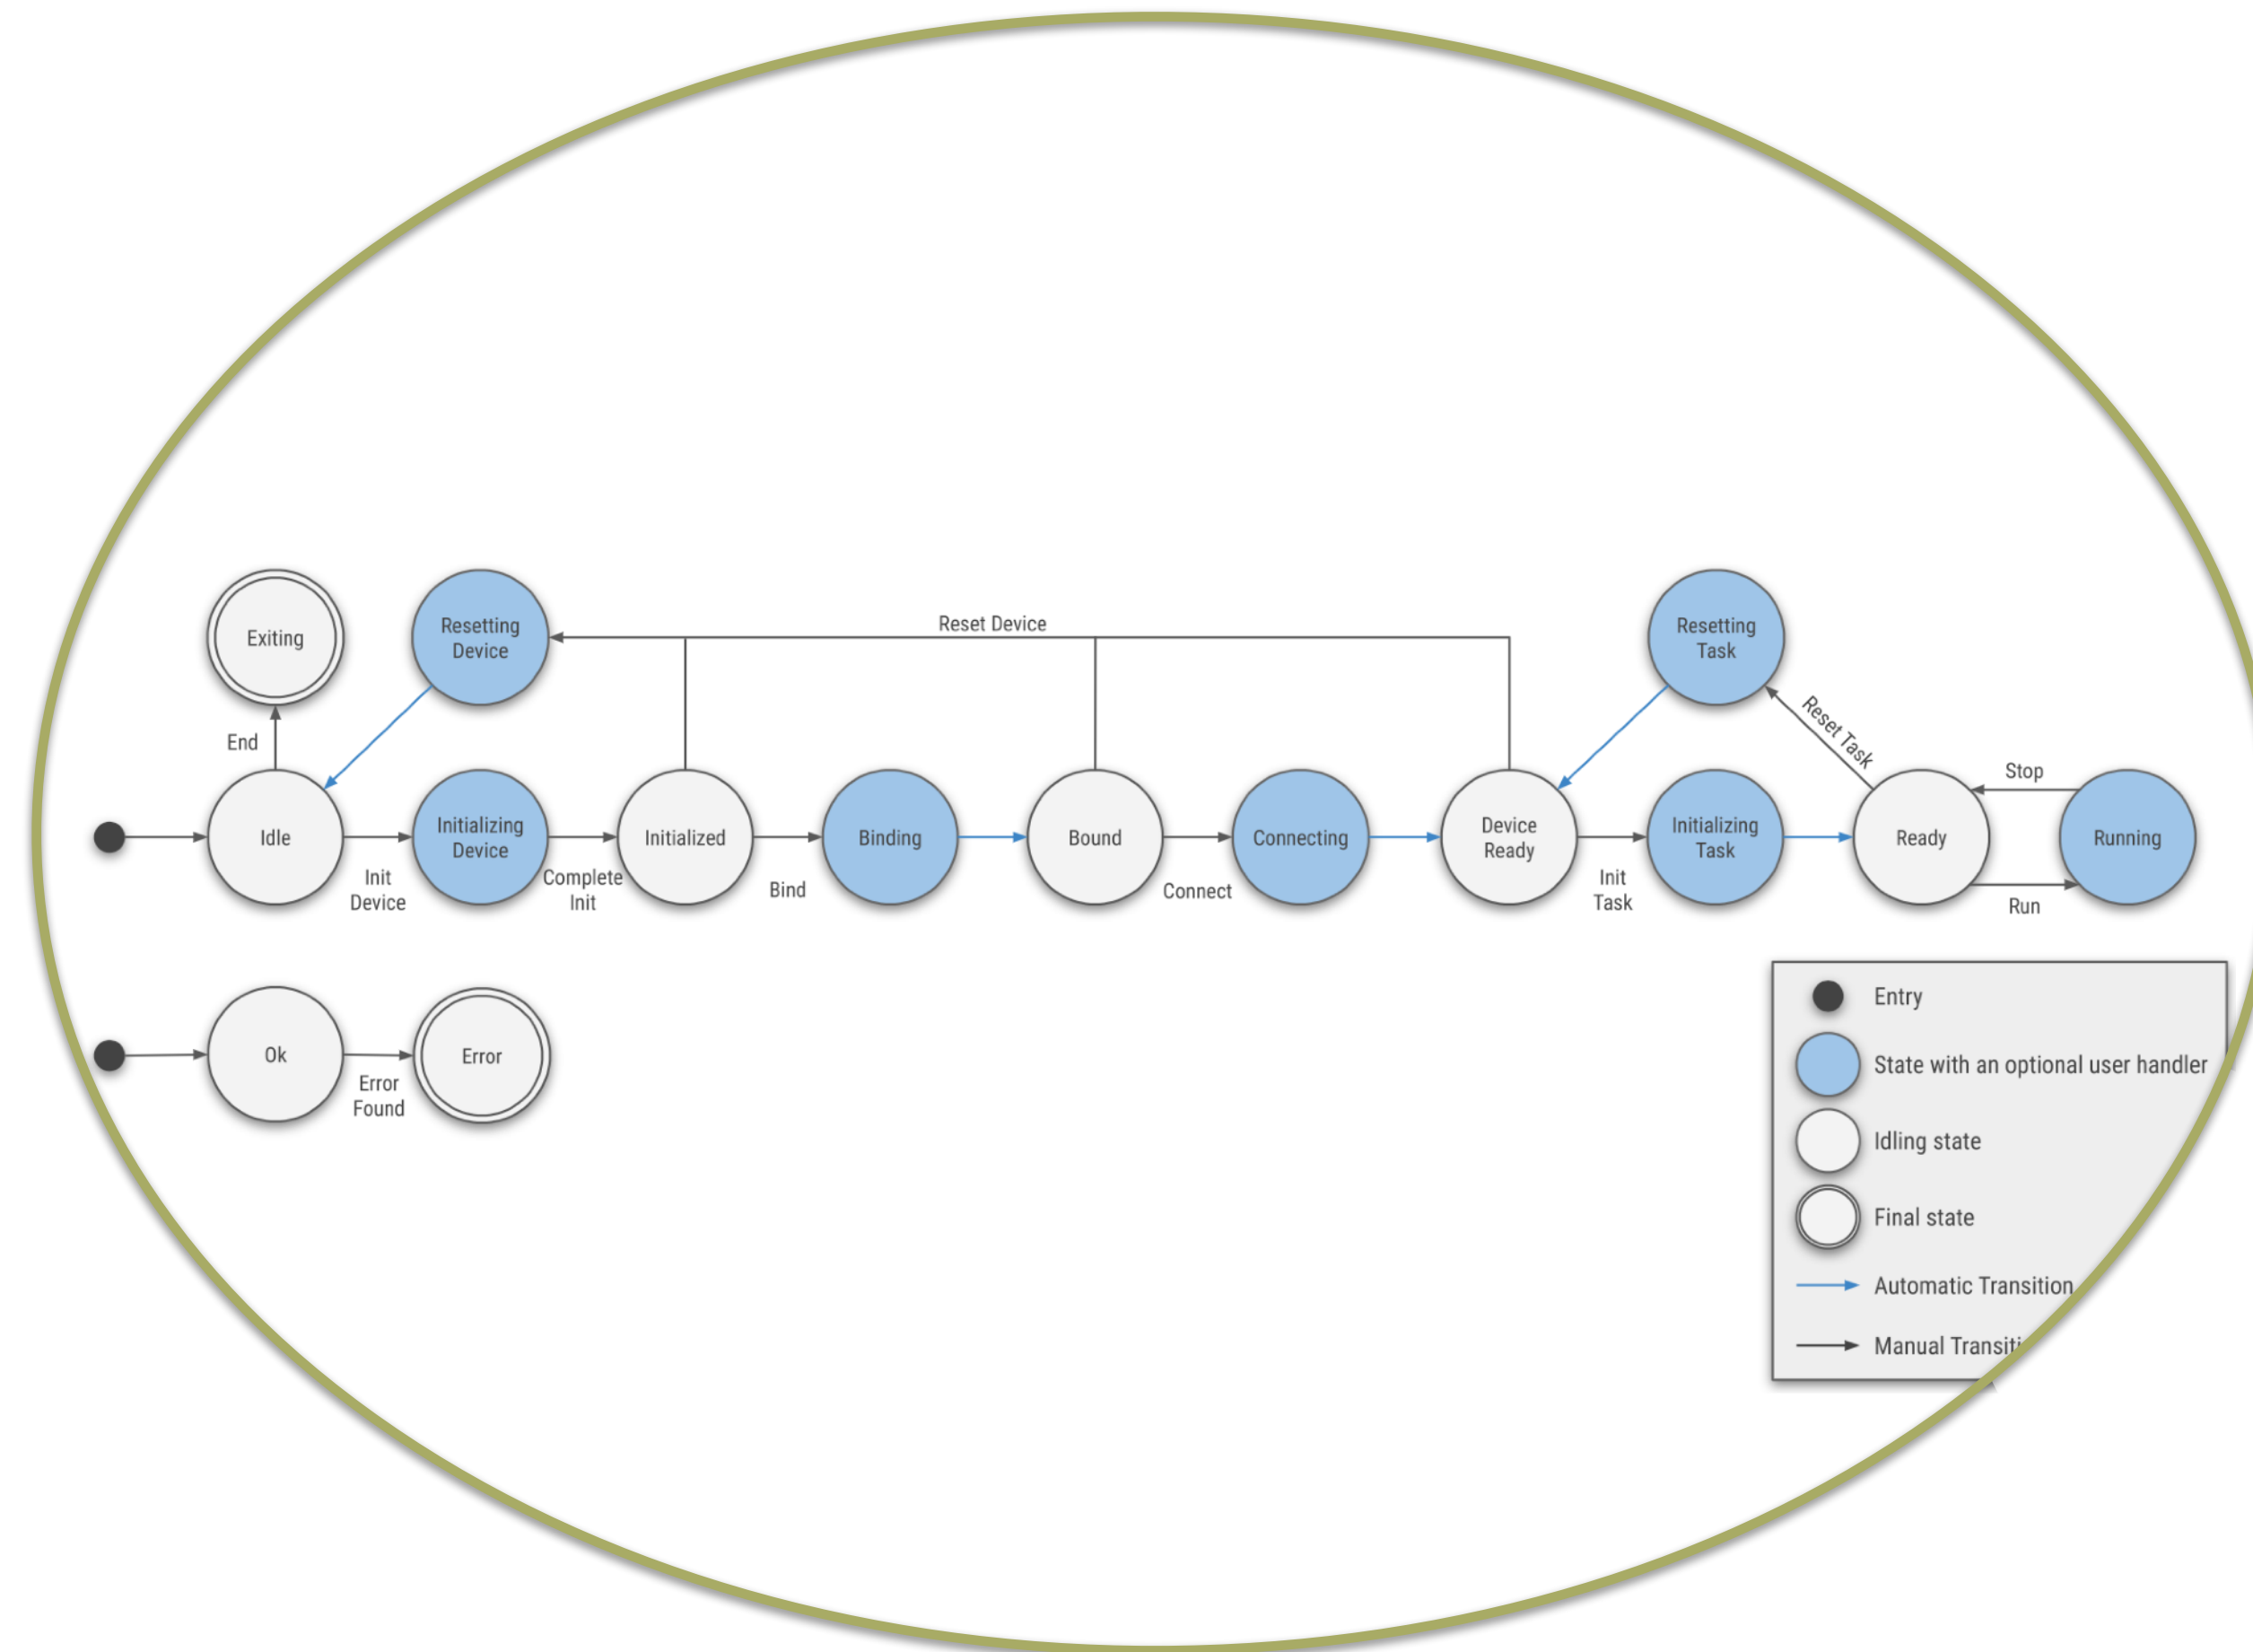 Reset Device
Exiting
Resetting
Device
Resetting
Task
Reset Task
End
Stop
Idle
Initializing
Device
Initialized
Binding
Bound
Connecting
Device
Ready
Initializing
Task
Ready
Running
Init
Device
Complete
Init
Bind
Connect
Init
Task
Run
Ok
Error
Found
Error
Entry
State with an optional user handler
Idling state
Final state
Automatic Transition
Manual